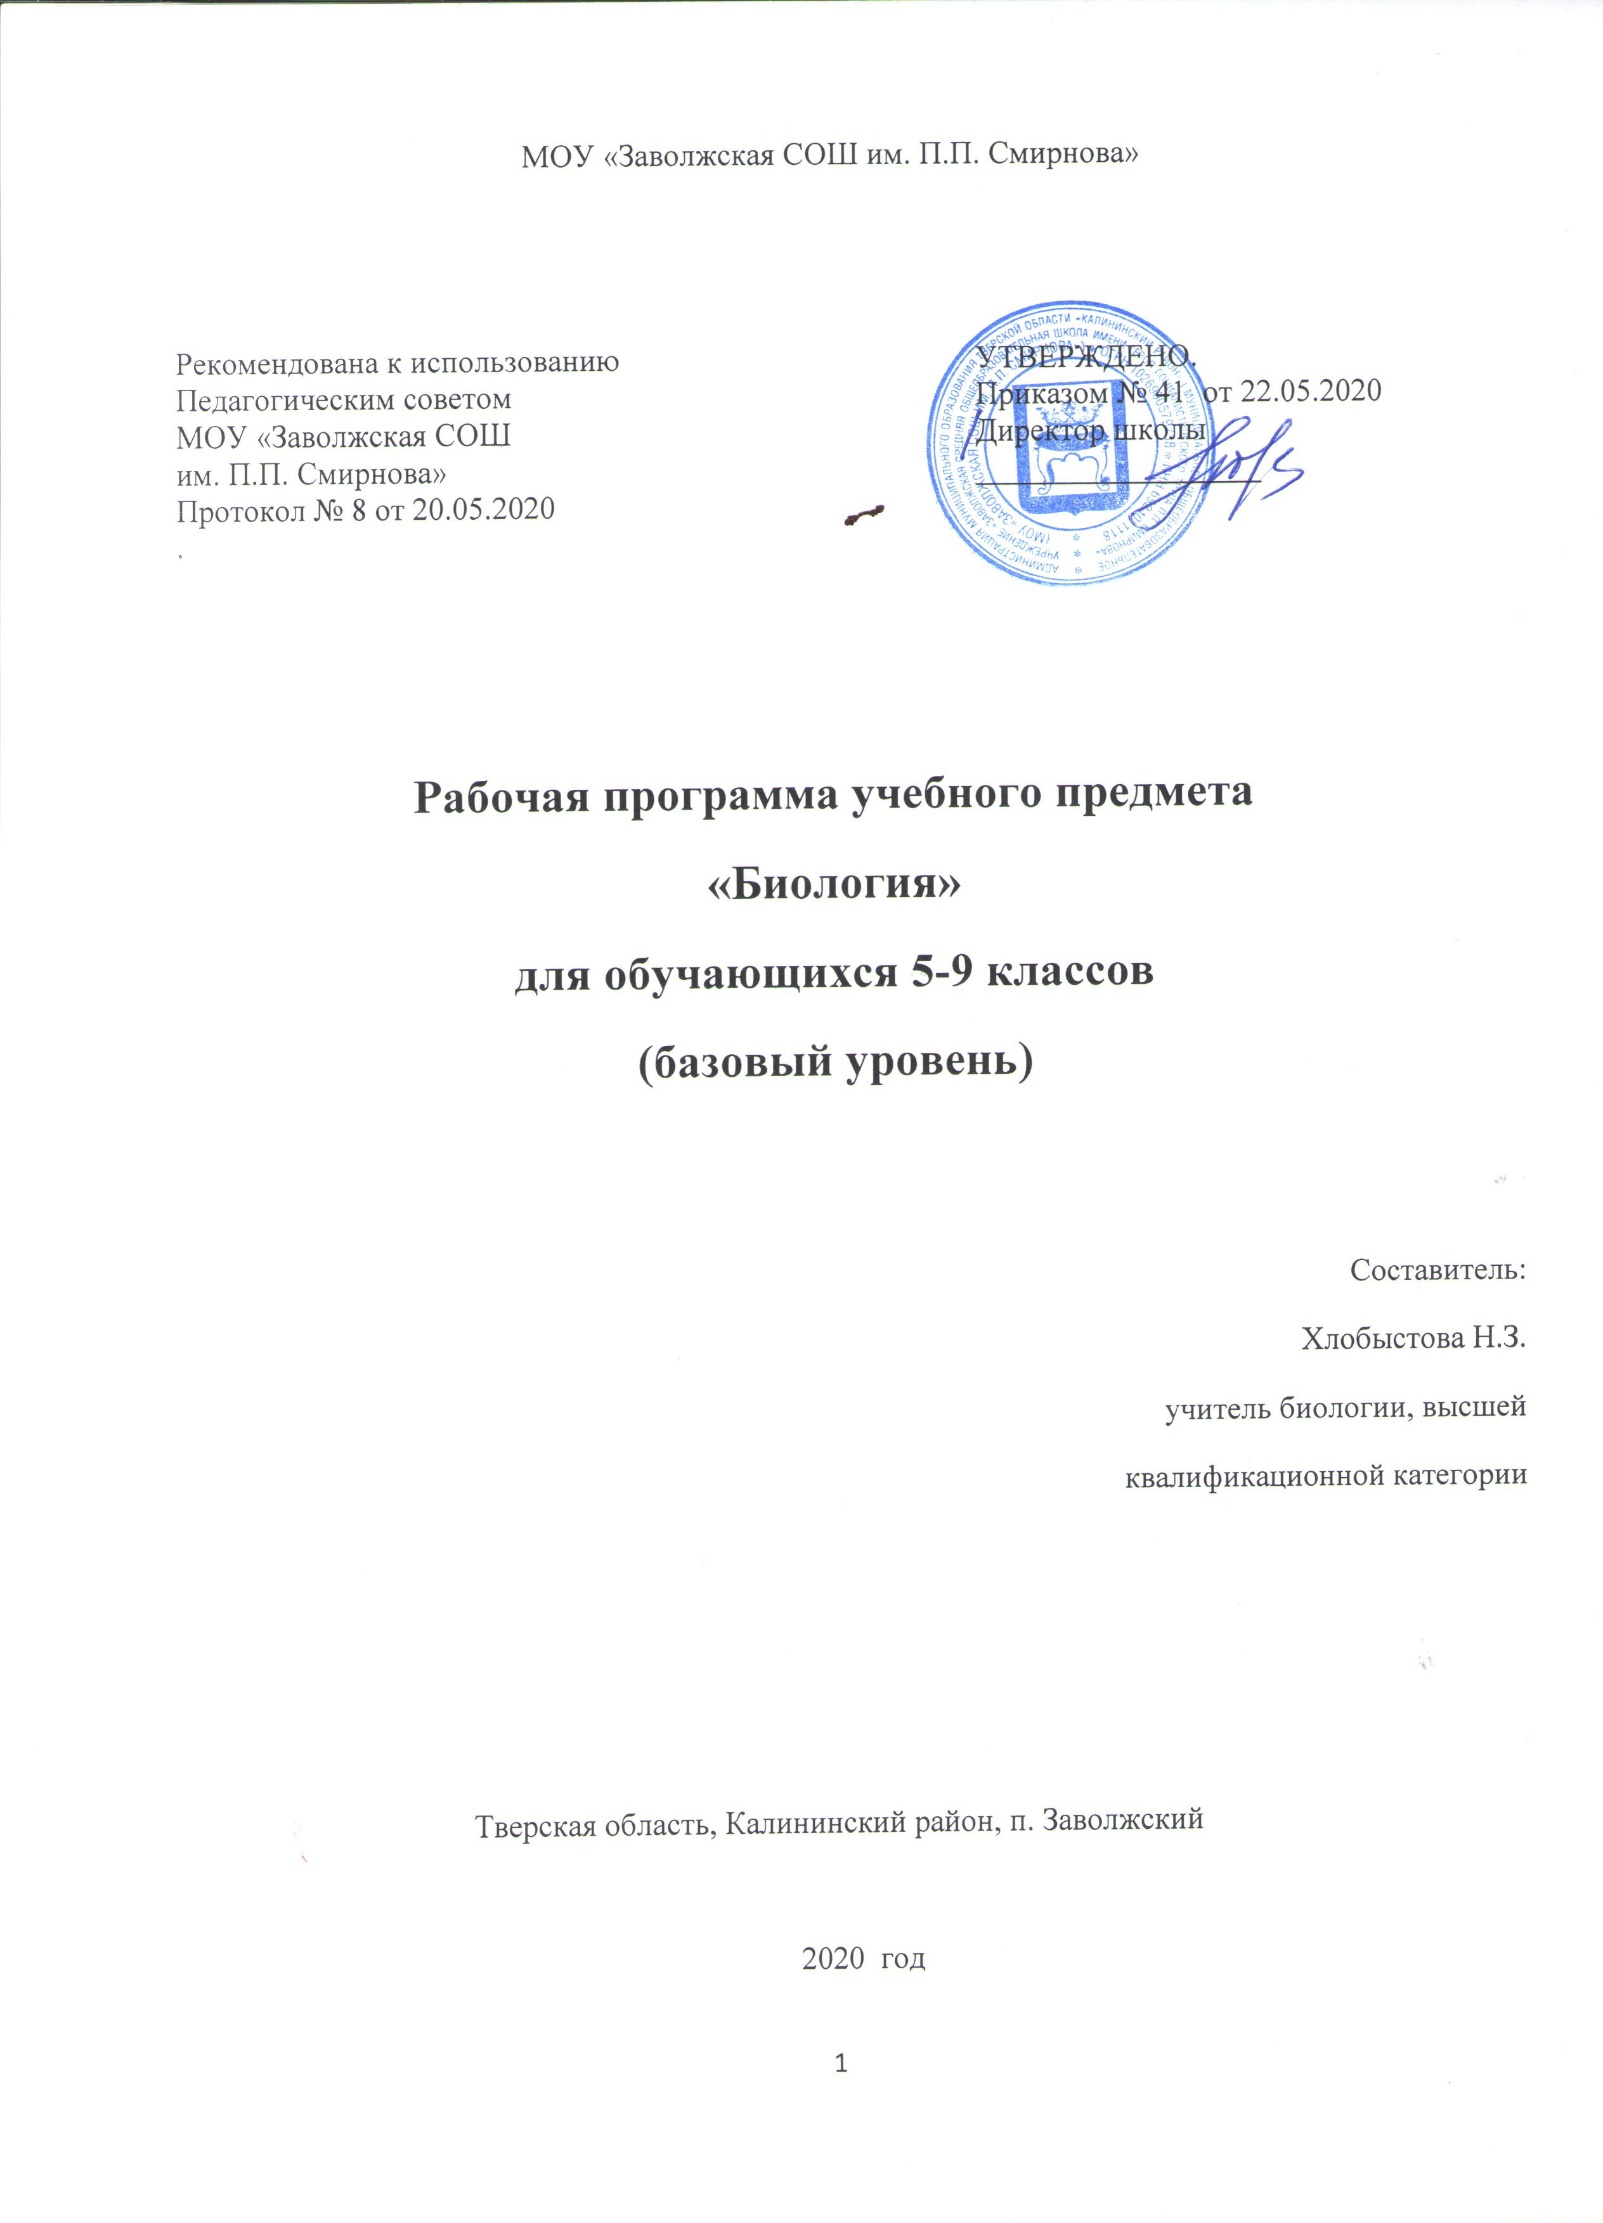 МОУ «Заволжская СОШ им. П.П. Смирнова»
Рекомендована к использованию
Педагогическим советом
МОУ «Заволжская СОШ
им. П.П. Смирнова»
Протокол № 8 от 20.05.2020
.
УТВЕРЖДЕНО.
Приказом № 41 от 22.05.2020
Директор школы
Рабочая программа учебного предмета
«Биология»
для обучающихся 5-9 классов
(базовый уровень)
Составитель:
Хлобыстова Н.З.
учитель биологии, высшей
квалификационной категории
Тверская область, Калининский район, п. Заволжский
2020 год
1